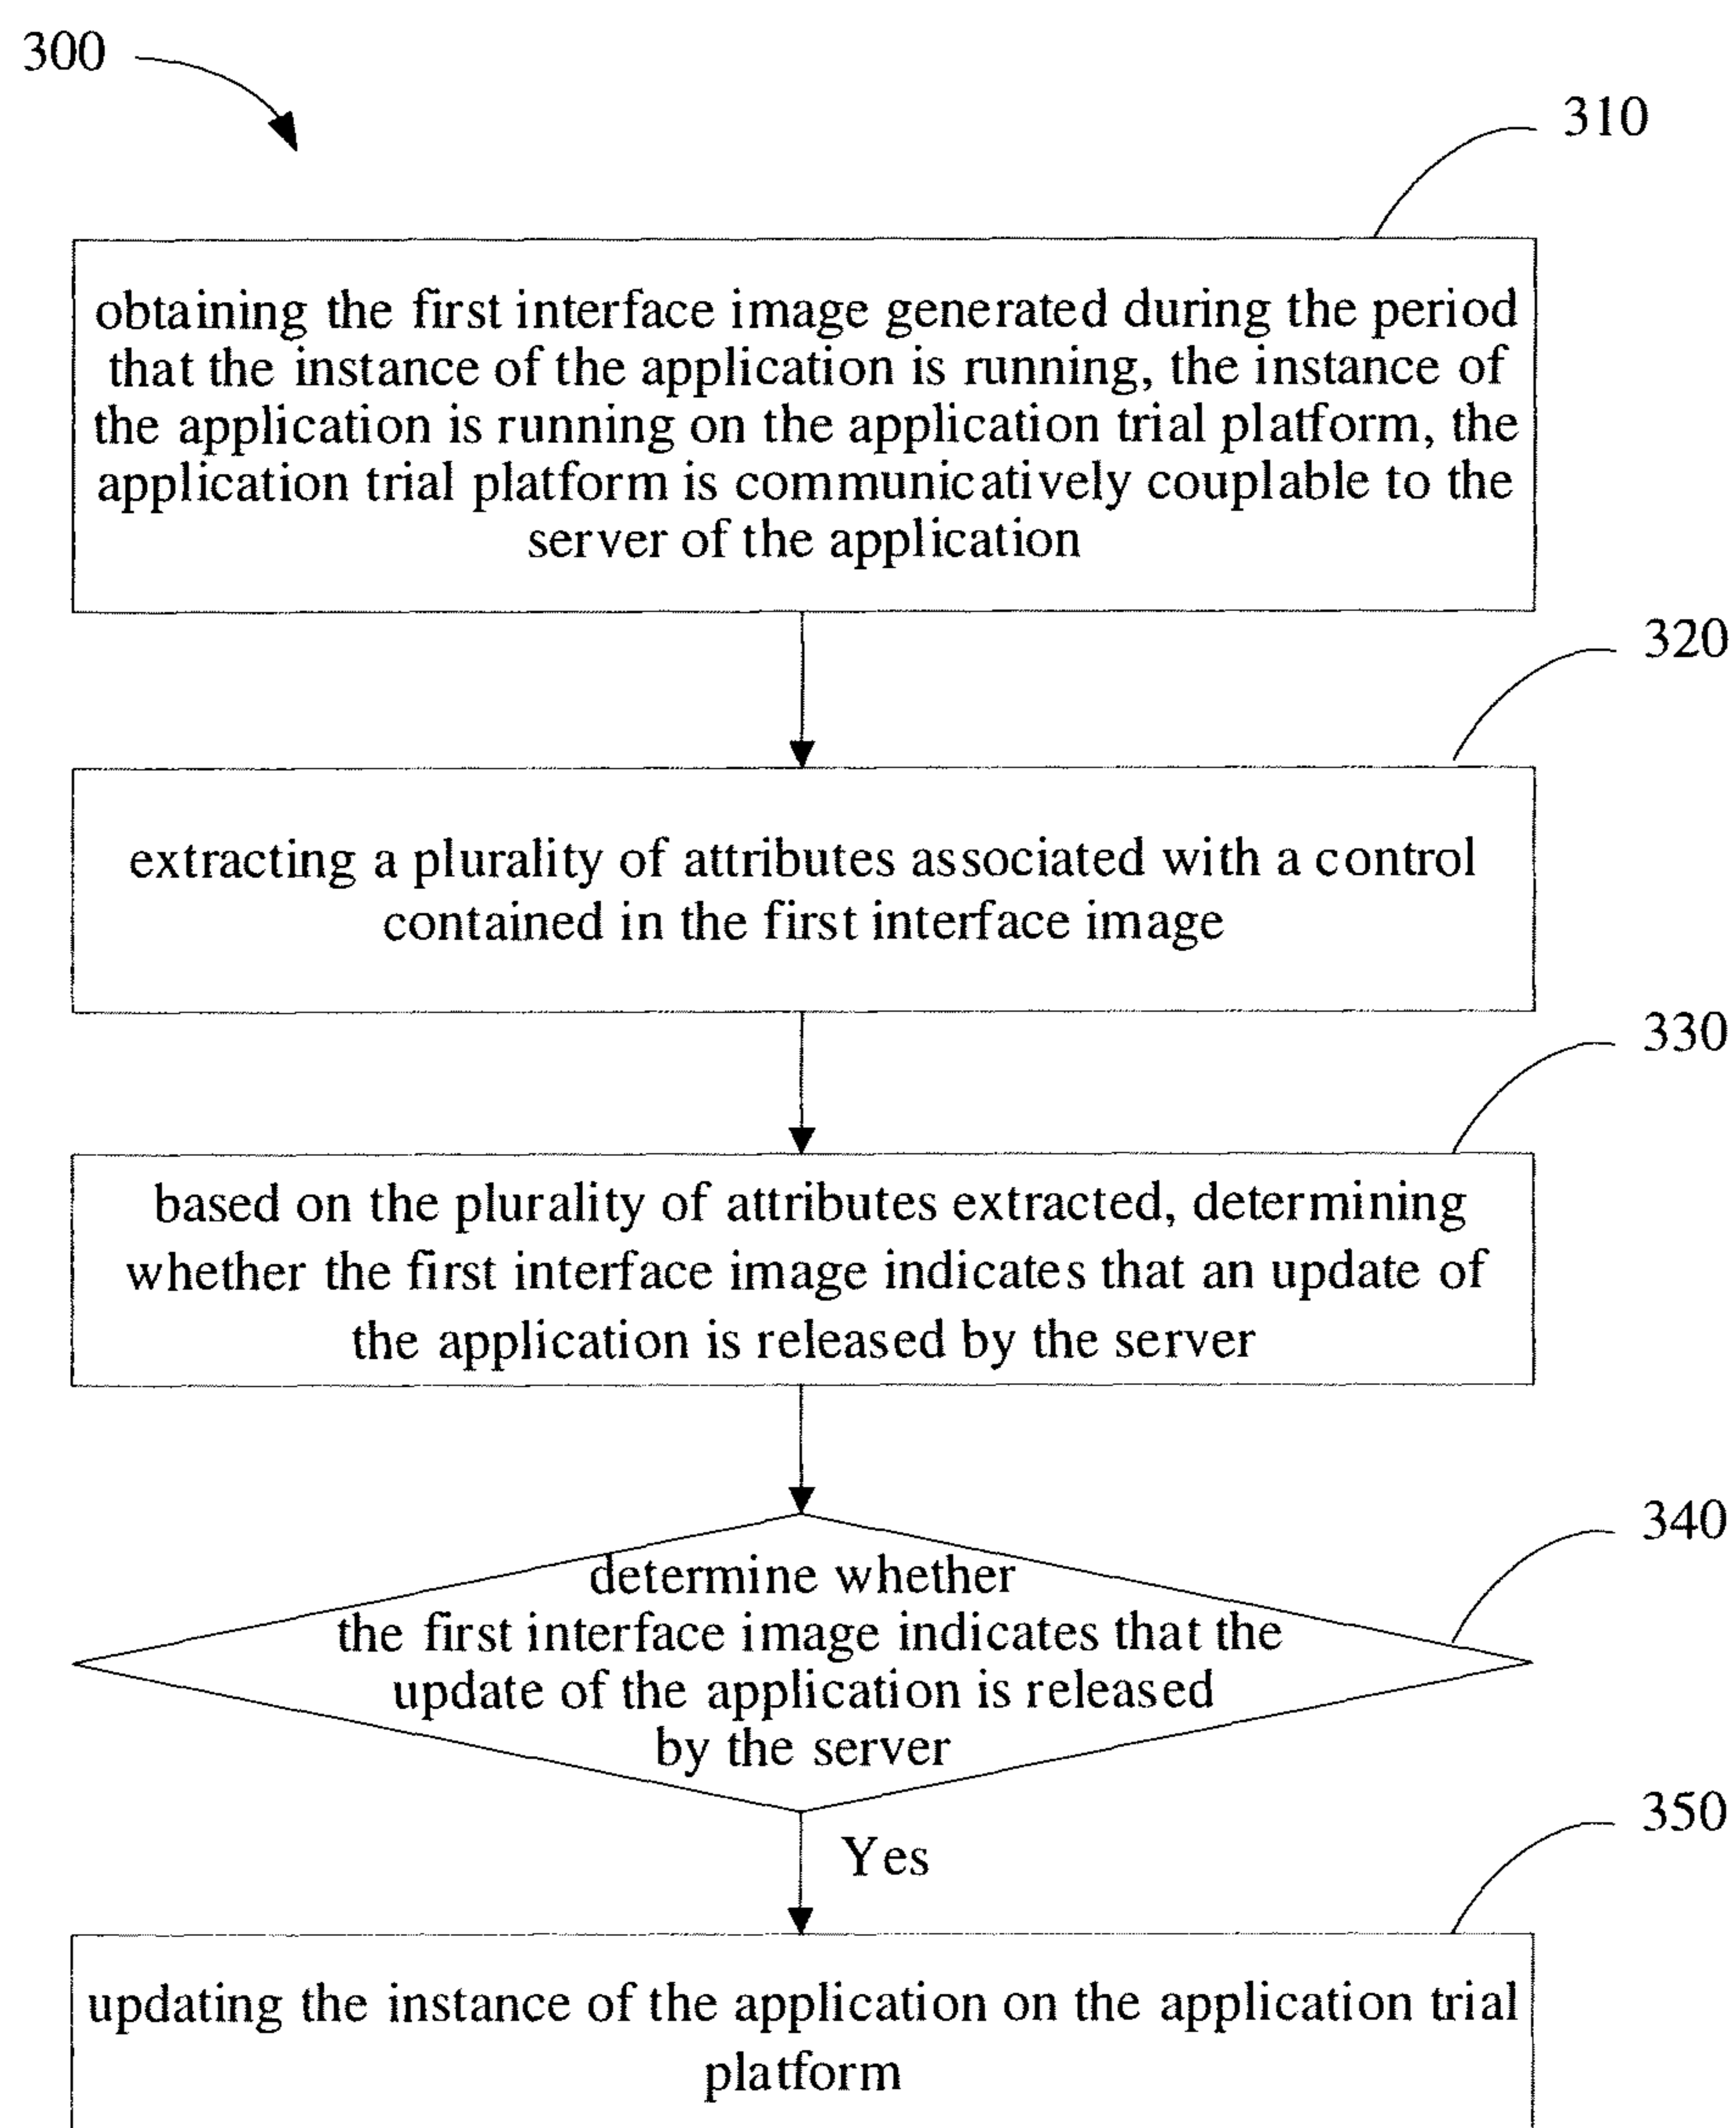 300
310
obtaining the first interface image generated during the period
that the instance of the application is running, the instance of
the application is running on the application trial platform, the
application trial platform is communicatively couplable to the
server of the application
320
extracting a plurality of attributes associated with a control
contained in the first interface image
330
based on the plurality of attributes extracted, determining
whether the first interface image indicates that an update of
the application is released by the server
340
determine whether
the first interface image indicates that the
update of the application is released
by the server
350
Yes
updating the instance of the application on the application trial
platform